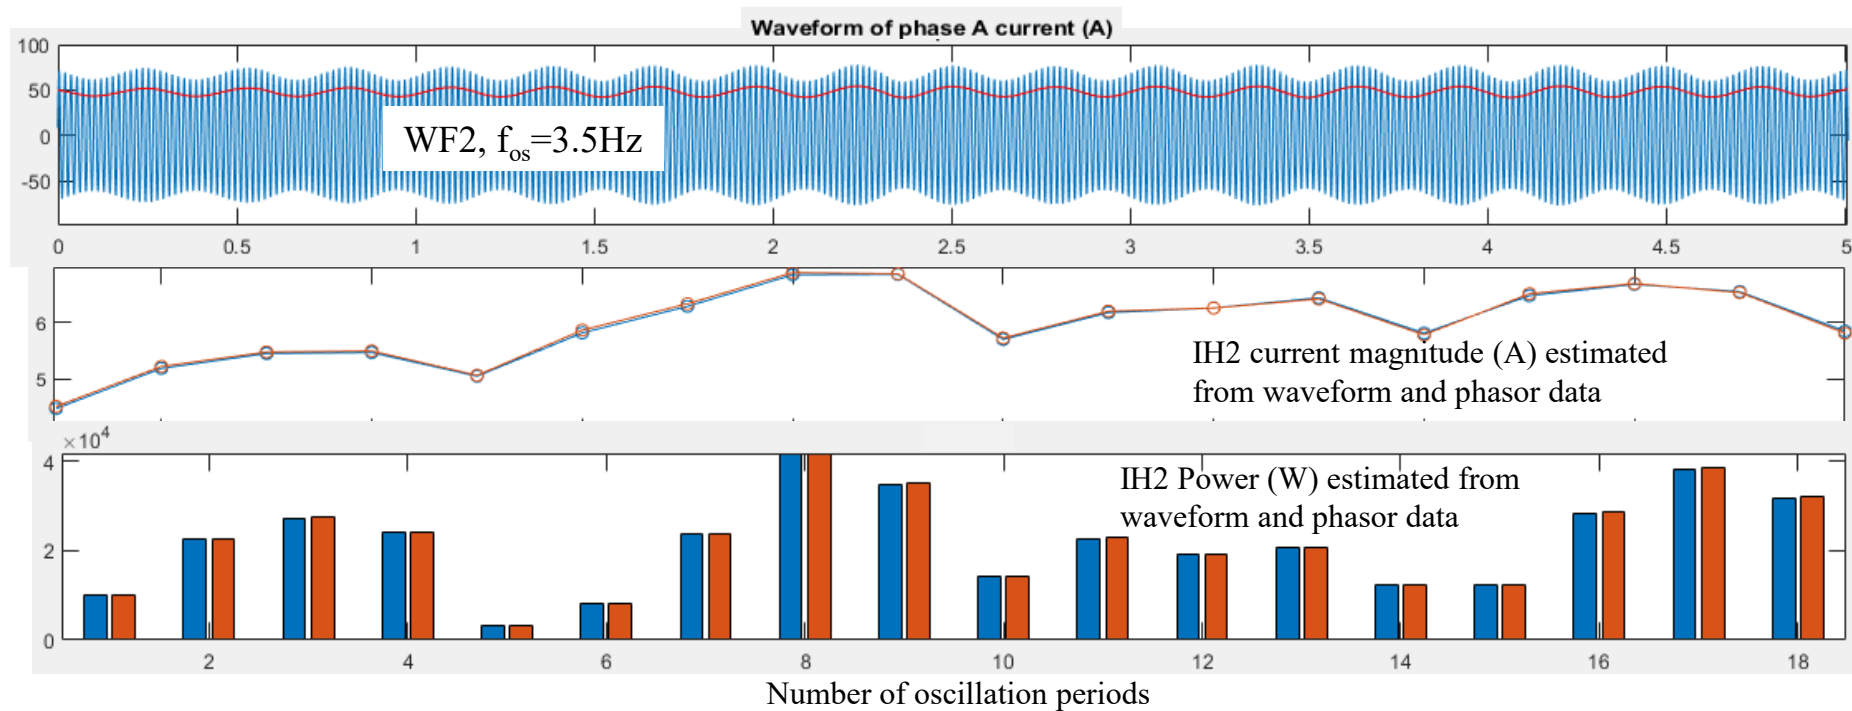 Waveform of phase A current (A)
100
50
0
-50
WF2, fos=3.5Hz
0 0.5 1 1.5 2 2.5 3 3.5 4 4.5 5
6
5
IH2 current magnitude (A) estimated
from waveform and phasor data
×10⁴
4
2
0
IH2 Power (W) estimated from
waveform and phasor data
2 4 6 8 10 12 14 16 18
Number of oscillation periods